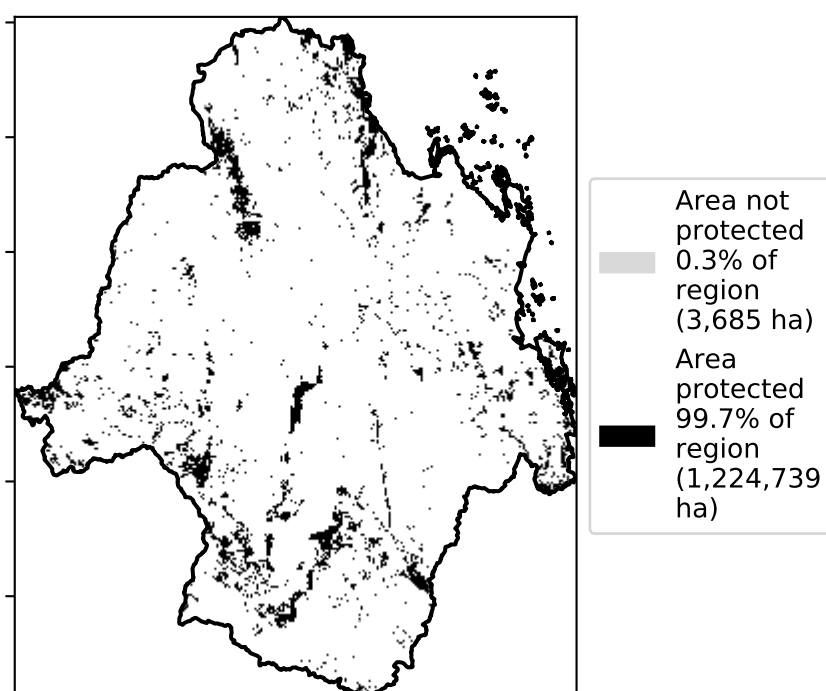 Area not
protected
0.3% of
region
(3,685 ha)
Area
protected
99.7% of
region
(1,224,739
ha)